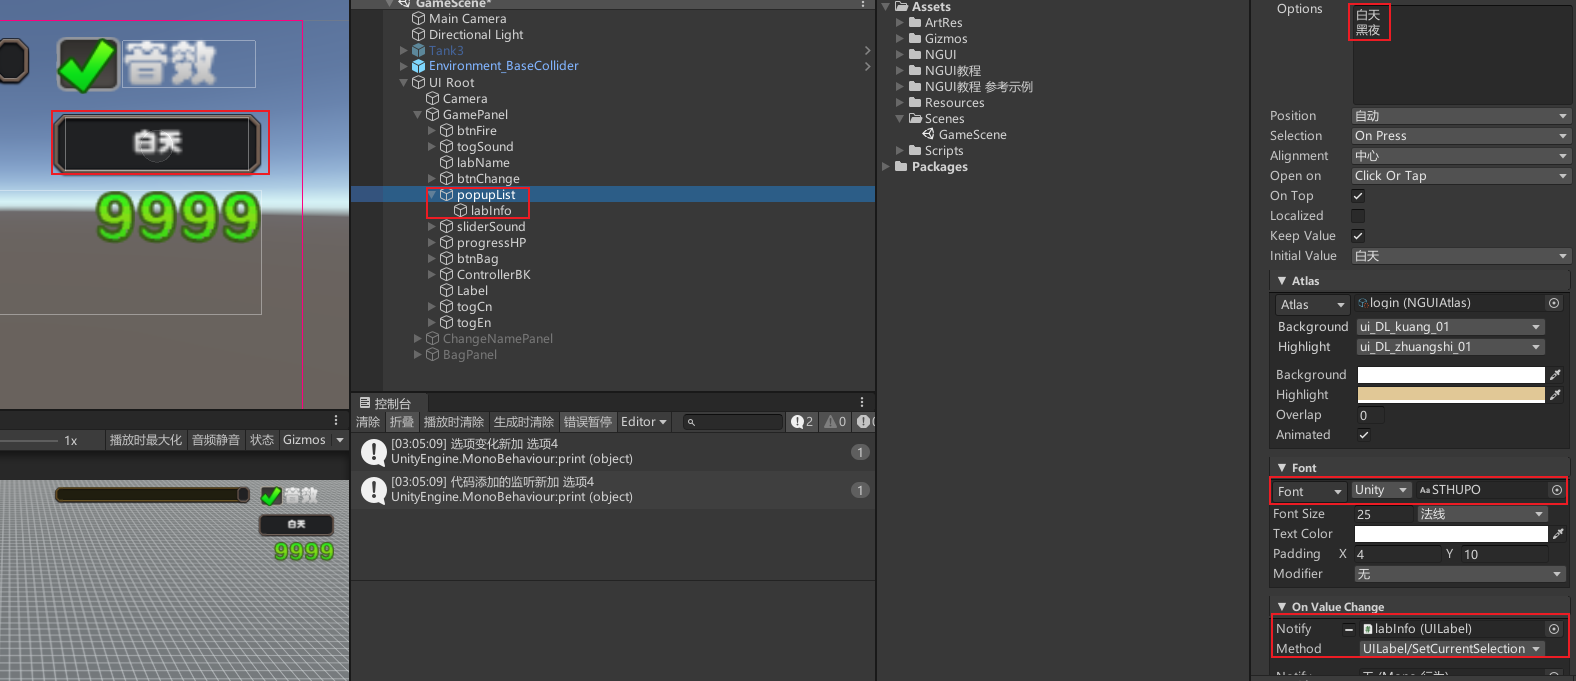 音效
白天
9999
1x
播放时最大化
音频静音
状态
Gizmos
音效
白天
9999
GameScene*
Main Camera
Directional Light
Tank3
Environment_BaseCollider
UI Root
Camera
GamePanel
btnFire
togSound
labName
btnChange
popupList
labInfo
sliderSound
progressHP
btnBag
ControllerBK
Label
togCn
togEn
ChangeNamePanel
BagPanel
控制台
清除 折叠 播放时清除 生成时清除 错误暂停 Editor 2 0 0
[03:05:09] 选项变化新加 选项4
UnityEngine.MonoBehaviour:print (object)
1
[03:05:09] 代码添加的监听新加 选项4
UnityEngine.MonoBehaviour:print (object)
1
Assets
ArtRes
Gizmos
NGUI
NGUI教程
NGUI教程 参考示例
Resources
Scenes
GameScene
Scripts
Packages
Options
白天
黑夜
Position 自动
Selection On Press
Alignment 中心
Open on Click Or Tap
On Top
Localized
Keep Value
Initial Value 白天
Atlas
Atlas login (NGUIAtlas)
Background ui_DL_kuang_01
Highlight ui_DL_zhuangshi_01
Background
Highlight
Overlap 0
Animated
Font
Font Unity Aa STHUPO
Font Size 25 法线
Text Color
Padding X 4 Y 10
Modifier 无
On Value Change
Notify labInfo (UILabel)
Method UILabel/SetCurrentSelection
Notify 无 (Mono 行为)